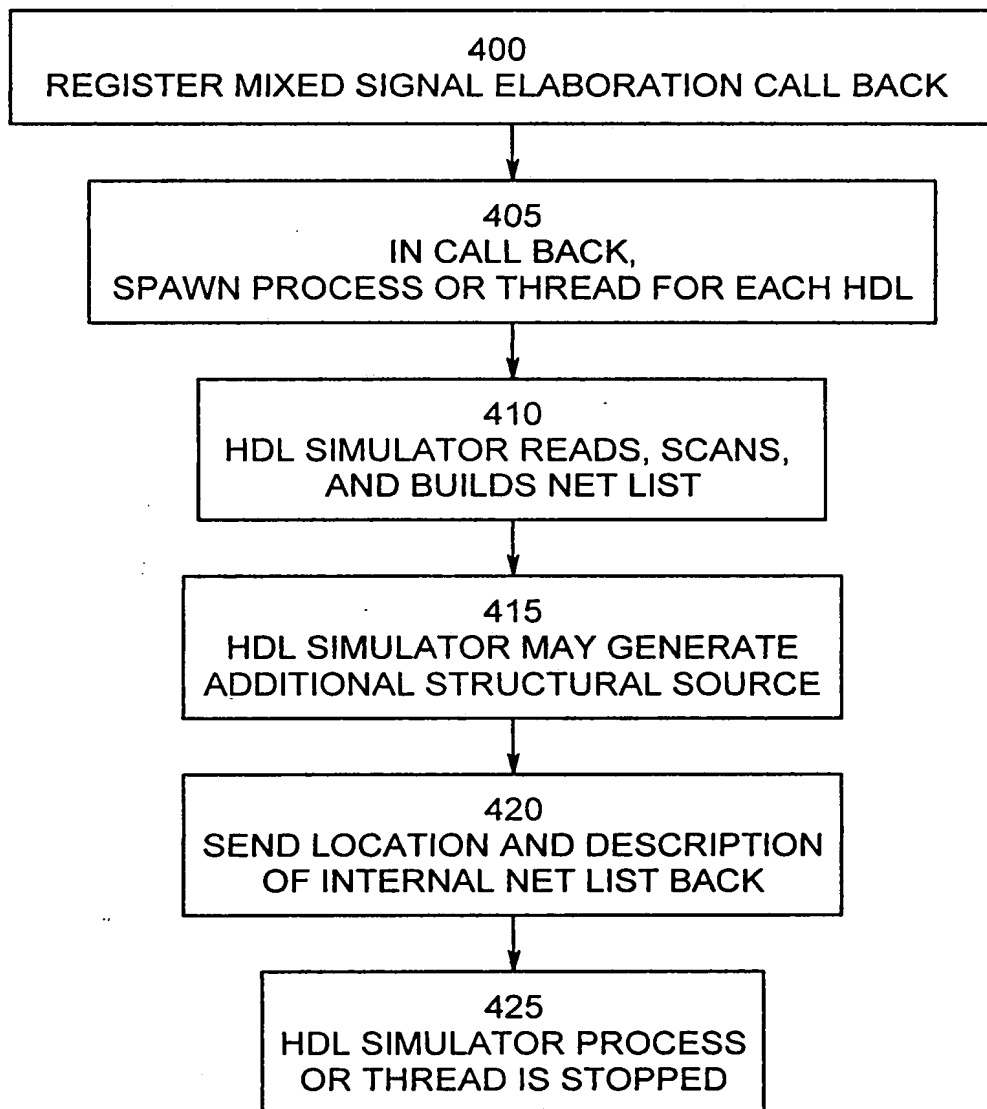 400
REGISTER MIXED SIGNAL ELABORATION CALL BACK
405
IN CALL BACK,
SPAWN PROCESS OR THREAD FOR EACH HDL
410
HDL SIMULATOR READS, SCANS,
AND BUILDS NET LIST
415
HDL SIMULATOR MAY GENERATE
ADDITIONAL STRUCTURAL SOURCE
420
SEND LOCATION AND DESCRIPTION
OF INTERNAL NET LIST BACK
425
HDL SIMULATOR PROCESS
OR THREAD IS STOPPED